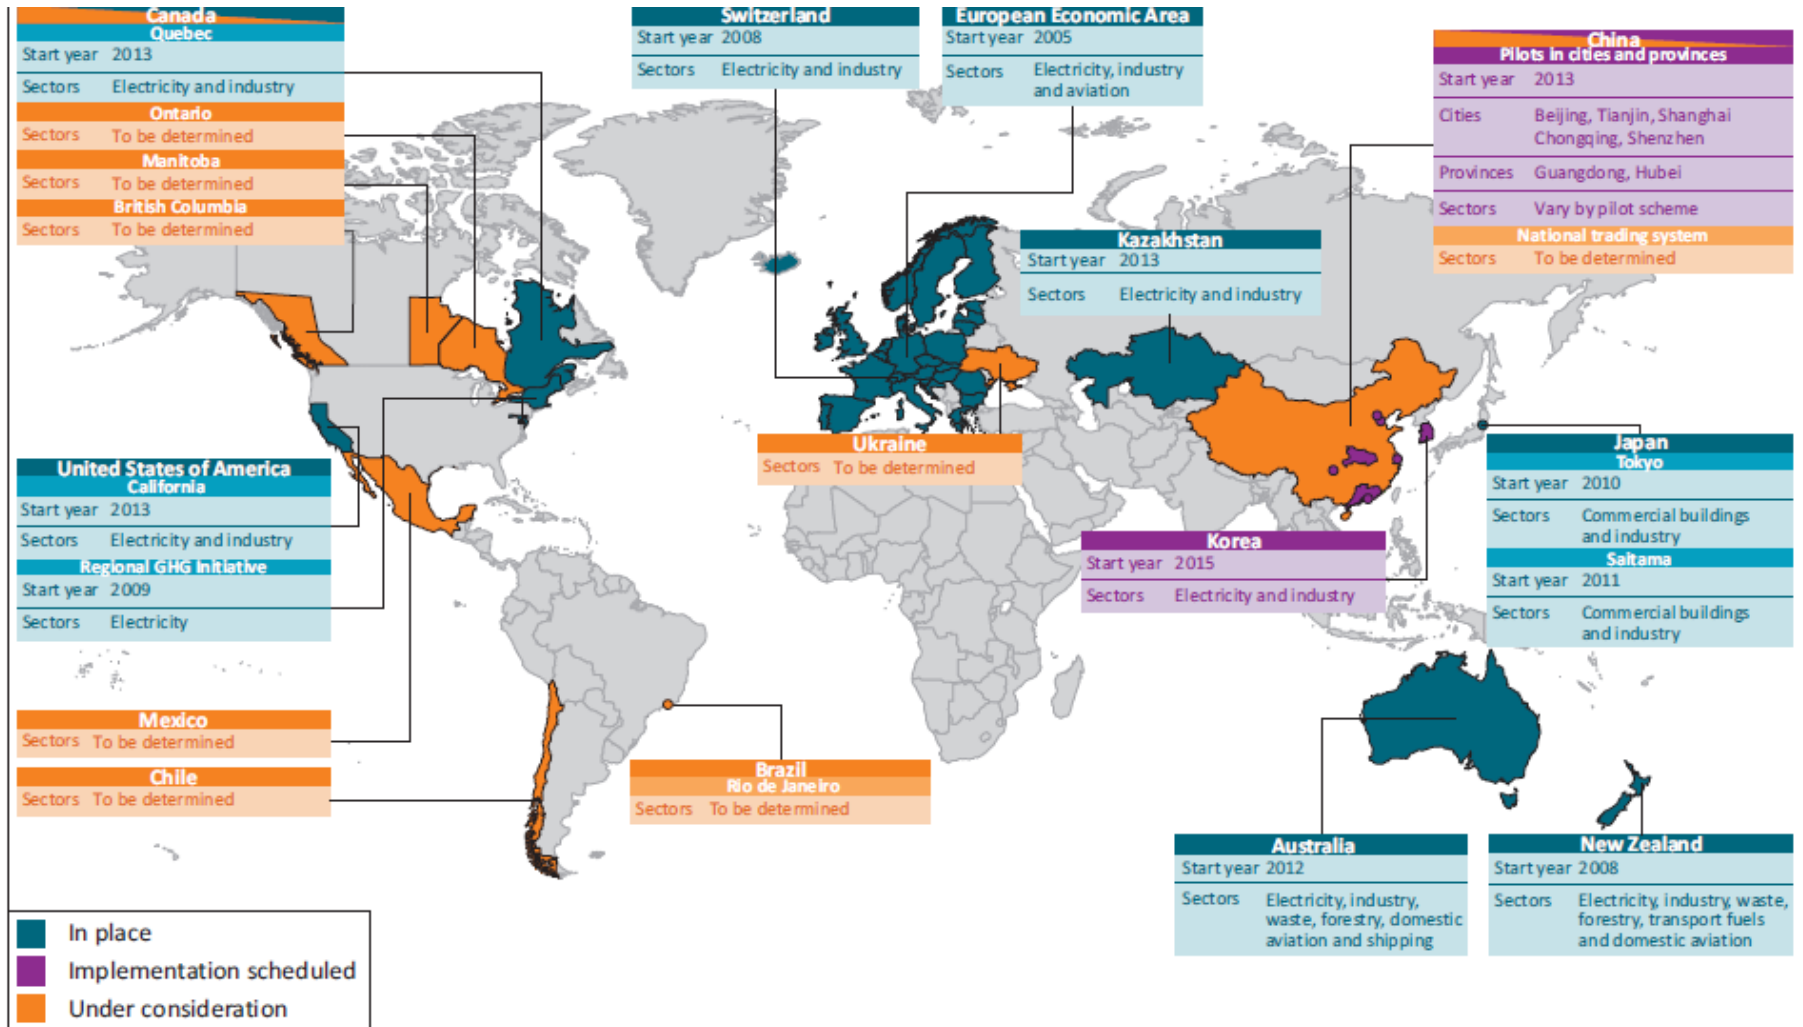 Canada
Quebec
Start year 2013
Sectors Electricity and industry
Ontario
Sectors To be determined
Manitoba
Sectors To be determined
British Columbia
Sectors To be determined
Switzerland
Start year 2008
Sectors Electricity and industry
European Economic Area
Start year 2005
Sectors Electricity, industry
and aviation
China
Pilots in cities and provinces
Start year 2013
Cities Beijing, Tianjin, Shanghai
Chongqing, Shenzhen
Provinces Guangdong, Hubei
Sectors Vary by pilot scheme
National trading system
Sectors To be determined
Kazakhstan
Start year 2013
Sectors Electricity and industry
Ukraine
Sectors To be determined
United States of America
California
Start year 2013
Sectors Electricity and industry
Regional GHG Initiative
Start year 2009
Sectors Electricity
Japan
Tokyo
Start year 2010
Sectors Commercial buildings
and industry
Saitama
Start year 2011
Sectors Commercial buildings
and industry
Korea
Start year 2015
Sectors Electricity and industry
Mexico
Sectors To be determined
Chile
Sectors To be determined
Brazil
Rio de Janeiro
Sectors To be determined
Australia
Start year 2012
Sectors Electricity, industry,
waste, forestry, domestic
aviation and shipping
New Zealand
Start year 2008
Sectors Electricity, industry, waste,
forestry, transport fuels
and domestic aviation
In place
Implementation scheduled
Under consideration